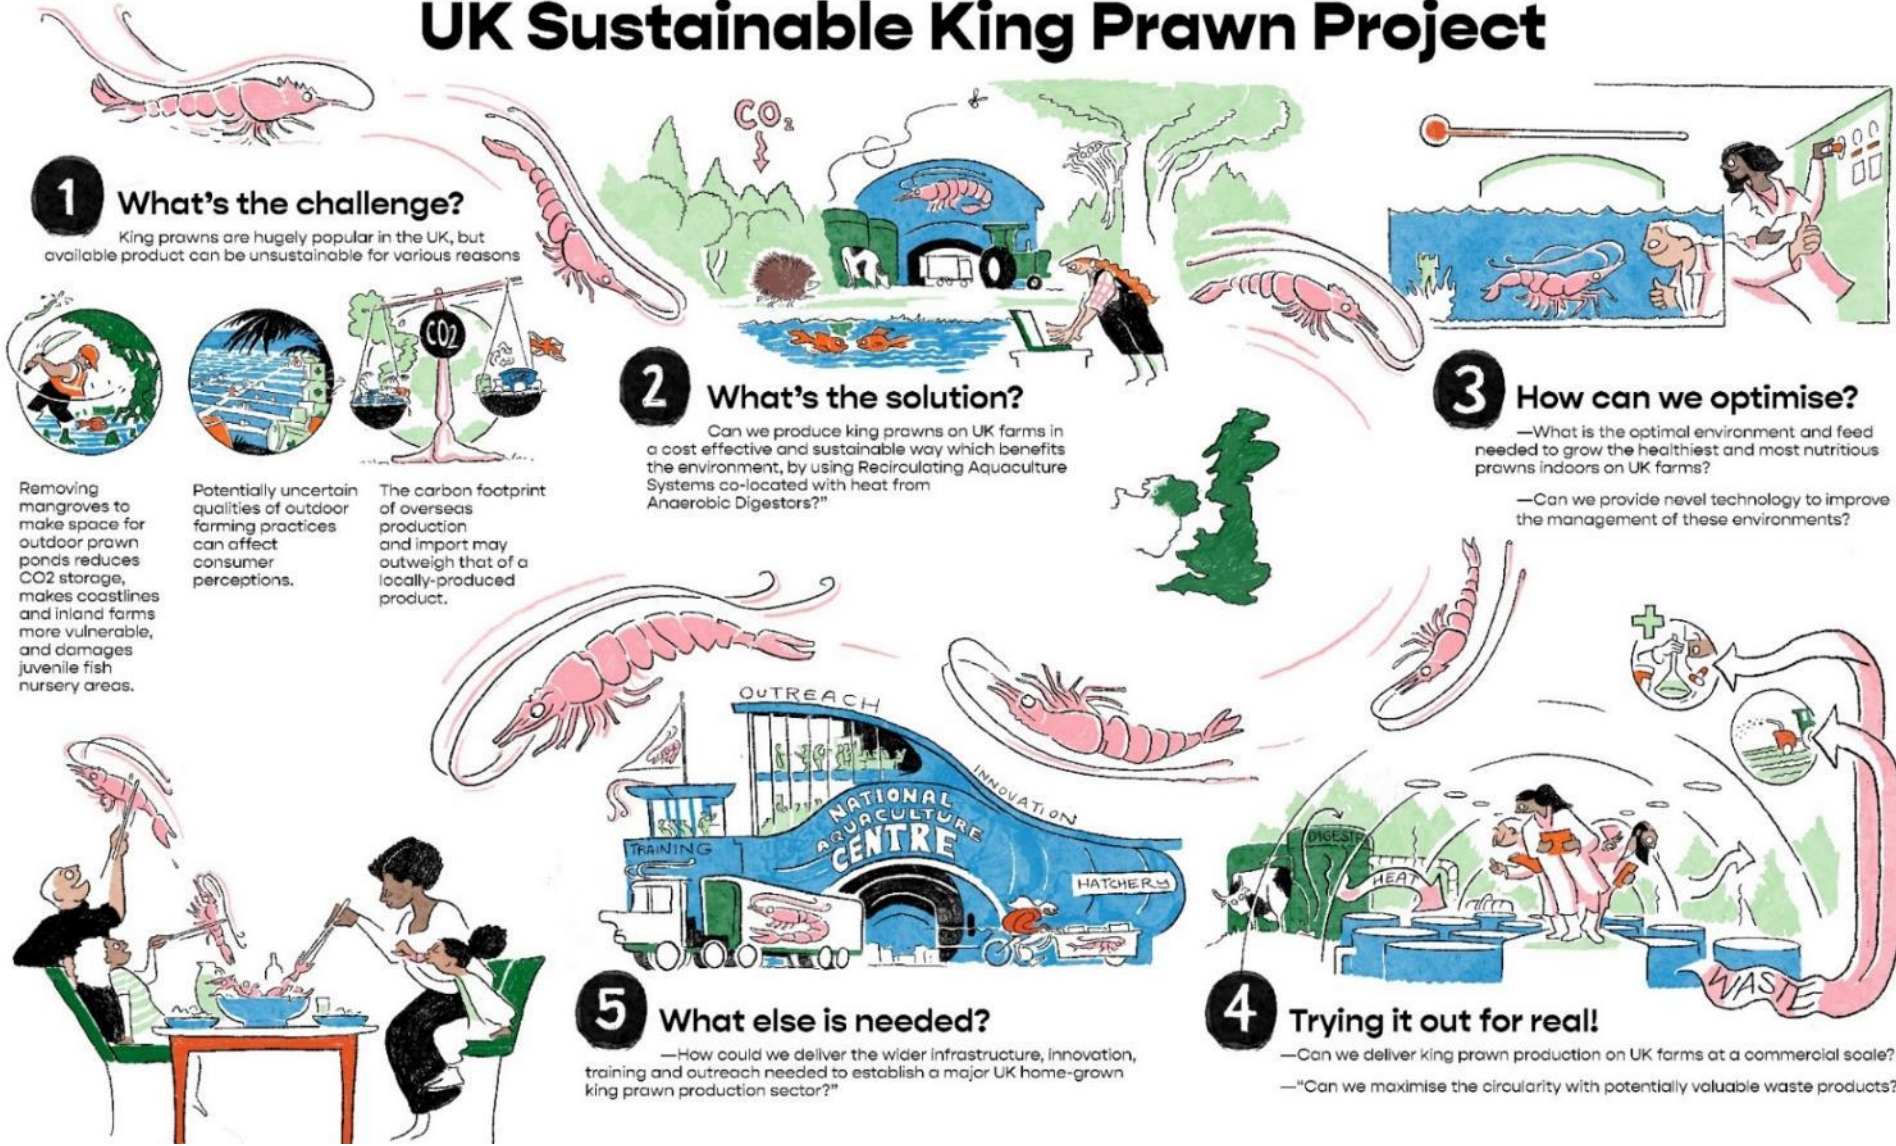 UK Sustainable King Prawn Project
1
What's the challenge?
King prawns are hugely popular in the UK, but
available product can be unsustainable for various reasons
CO2
Removing
mangroves to
make space for
outdoor prawn
ponds reduces
CO2 storage,
makes coastlines
and inland farms
more vulnerable,
and damages
juvenile fish
nursery areas.
Potentially uncertain
qualities of outdoor
farming practices
can affect
consumer
perceptions.
The carbon footprint
of overseas
production
and import may
outweigh that of a
locally-produced
product.
CO₂
2
What's the solution?
Can we produce king prawns on UK farms in
a cost effective and sustainable way which benefits
the environment, by using Recirculating Aquaculture
Systems co-located with heat from
Anaerobic Digestors?"
3
How can we optimise?
—What is the optimal environment and feed
needed to grow the healthiest and most nutritious
prawns indoors on UK farms?
—Can we provide nevel technology to improve
the management of these environments?
DIGEST
HEAT
WASTE
4
Trying it out for real!
—Can we deliver king prawn production on UK farms at a commercial scale?
—"Can we maximise the circularity with potentially valuable waste products?
OUTREACH
INNOVATION
NATIONAL
AQUACULTURE
CENTRE
TRAINING
HATCHERY
5
What else is needed?
—How could we deliver the wider infrastructure, innovation,
training and outreach needed to establish a major UK home-grown
king prawn production sector?"